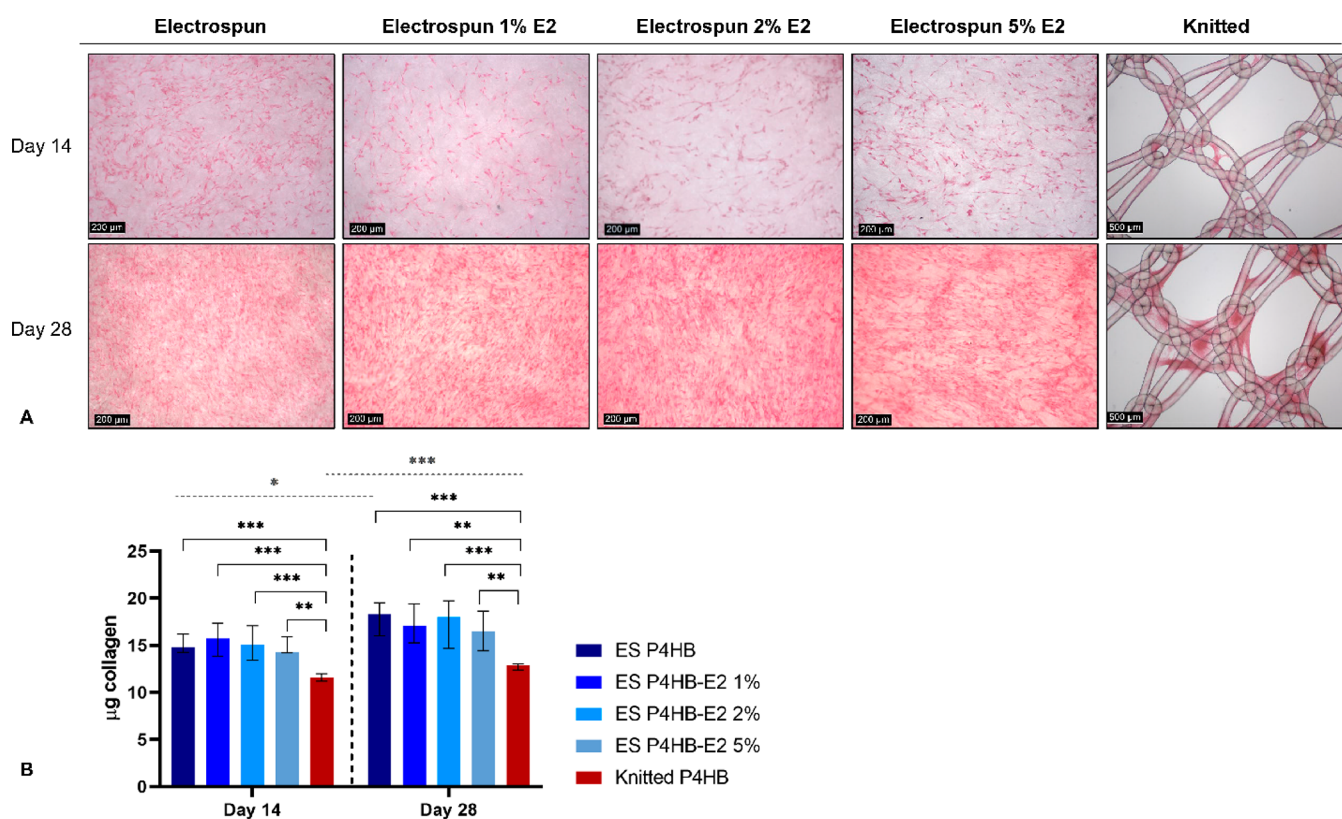 Electrospun Electrospun 1% E2 Electrospun 2% E2 Electrospun 5% E2 Knitted
Day 14
200 µm 200 µm 200 µm 200 µm 500 µm
Day 28
200 µm 200 µm 200 µm 200 µm 500 µm
A
***
*
***
*** **
*** ***
*** **
**
25
20
15
10
5
0
µg collagen
Day 14 Day 28
ES P4HB
ES P4HB-E2 1%
ES P4HB-E2 2%
ES P4HB-E2 5%
Knitted P4HB
B